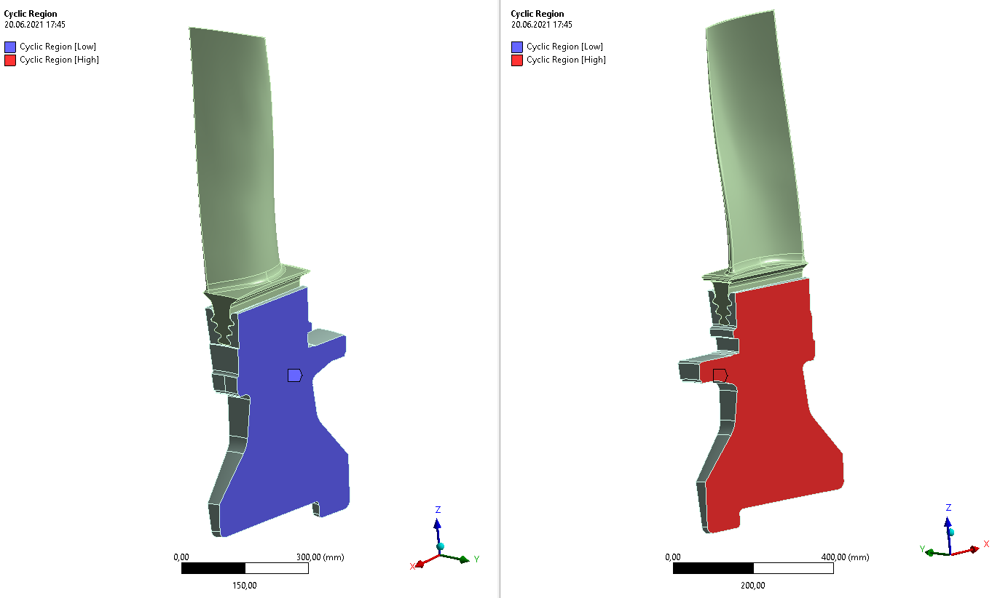 Cyclic Region
20.06.2021 17:45
Cyclic Region [Low]
Cyclic Region [High]
0,00
300,00 (mm)
150,00
Z
X
Y
Cyclic Region
20.06.2021 17:45
Cyclic Region [Low]
Cyclic Region [High]
0,00
400,00 (mm)
200,00
Z
Y
X